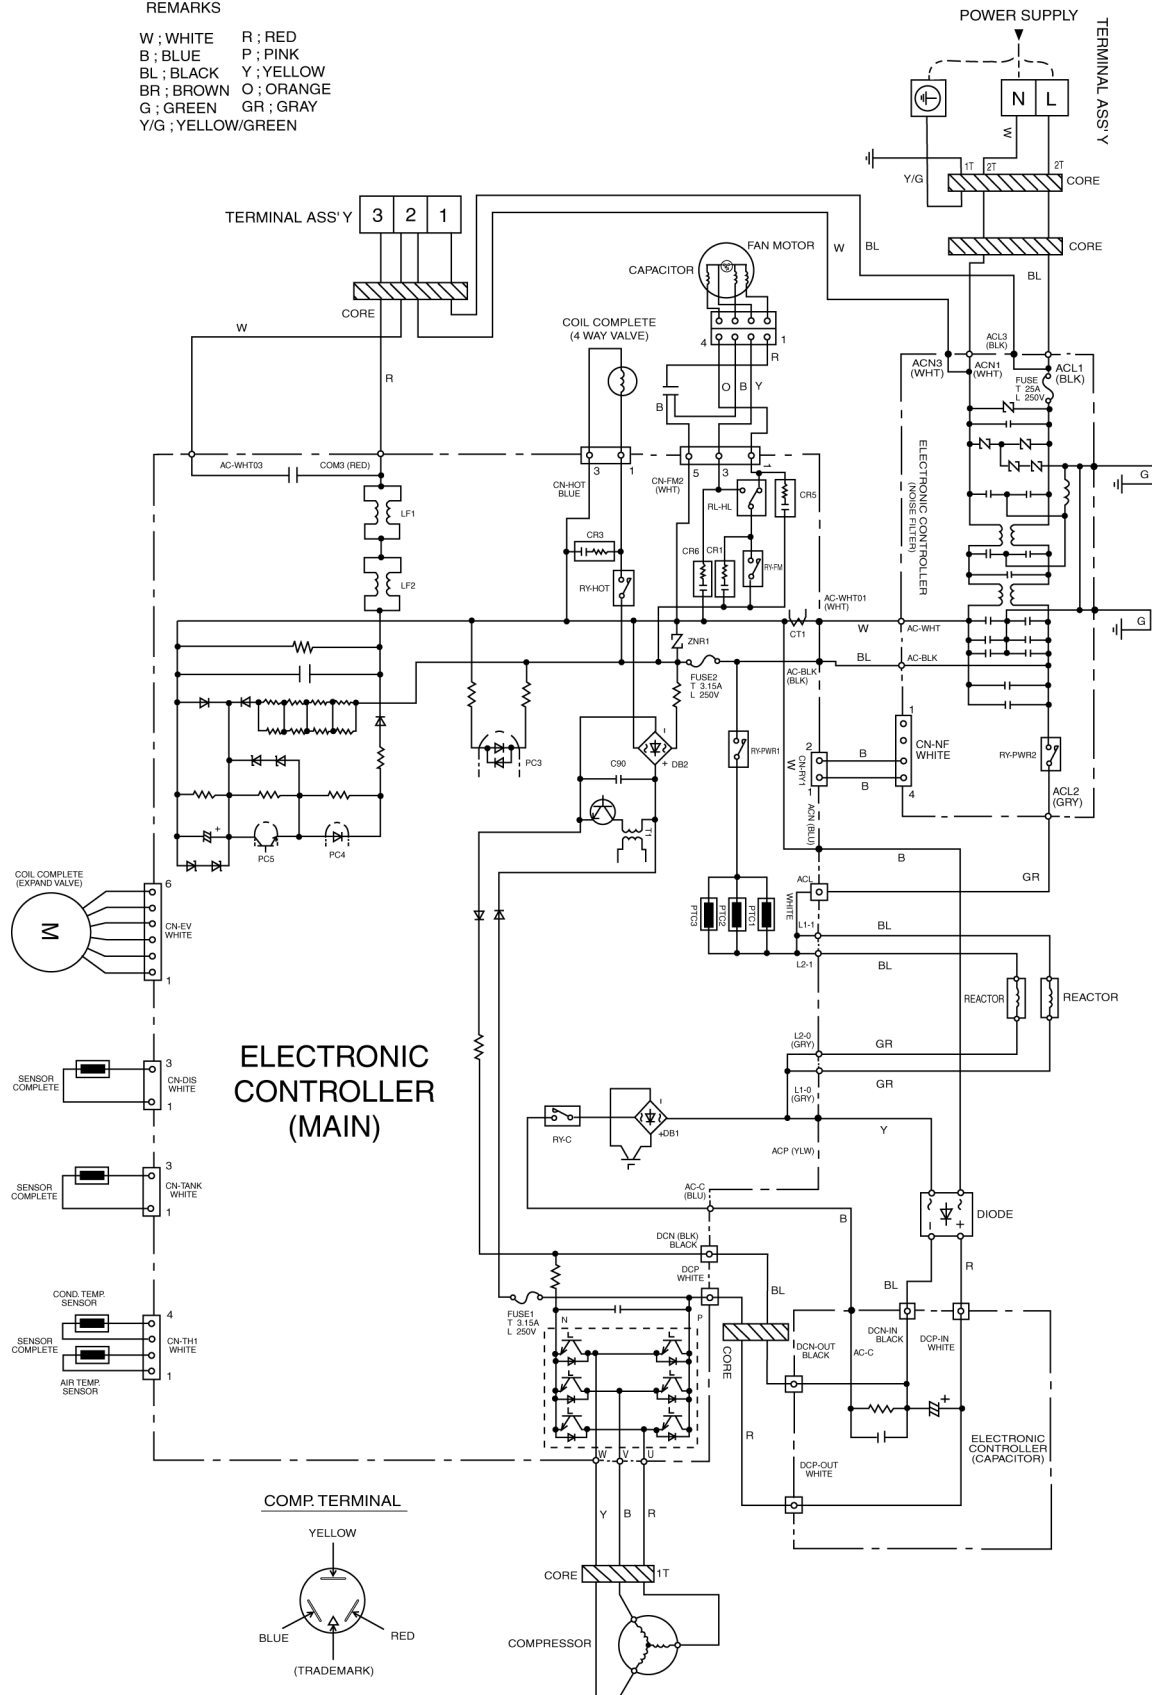 REMARKS
W ; WHITE R ; RED
B ; BLUE P ; PINK
BL ; BLACK Y ; YELLOW
BR ; BROWN O ; ORANGE
G ; GREEN GR ; GRAY
Y/G ; YELLOW/GREEN
POWER SUPPLY
TERMINAL ASS'Y
N L
W
Y/G
1T 2T 2T
CORE
CORE
BL
TERMINAL ASS'Y 3 2 1
CORE
W
R
W BL
FAN MOTOR
CAPACITOR
4 1
R
O B Y
B
COIL COMPLETE
(4 WAY VALVE)
ACN3
(WHT)
ACN1
(WHT)
ACL3
(BLK)
ACL1
(BLK)
FUSE
T 25A
L 250V
ELECTRONIC CONTROLLER
(NOISE FILTER)
G
G
AC-WHT03
COM3 (RED)
LF1
LF2
3 1
CN-HOT
BLUE
CR3
RY-HOT
5 3 1
CN-FM2
(WHT)
RL-HL
CR5
CR6 CR1
RY-FM
AC-WHT01
(WHT)
CT1
W
AC-WHT
ZNR1
BL
AC-BLK
AC-BLK
(BLK)
FUSE2
T 3.15A
L 250V
PC3
C90
DB2
- +
T1
RY-PWR1
W
2
CN-RY1
1
B
B
1
CN-NF
WHITE
4
RY-PWR2
ACL2
(GRY)
ACN (BLU)
B
GR
ACL
WHITE
L1-1
BL
L2-1
BL
PTC3 PTC2 PTC1
REACTOR REACTOR
L2-0
(GRY)
GR
GR
L1-0
(GRY)
+
PC5
PC4
COIL COMPLETE
(EXPAND VALVE)
M
6
CN-EV
WHITE
1
SENSOR
COMPLETE
3
CN-DIS
WHITE
1
SENSOR
COMPLETE
3
CN-TANK
WHITE
1
COND. TEMP.
SENSOR
SENSOR
COMPLETE
4
CN-TH1
WHITE
1
AIR TEMP.
SENSOR
ELECTRONIC
CONTROLLER
(MAIN)
RY-C
-
+DB1
Y
ACP (YLW)
AC-C
(BLU)
B
DIODE
- +
DCN (BLK)
BLACK
DCP
WHITE
BL
R
BL
FUSE1
T 3.15A
L 250V
N P
CORE
DCN-OUT
BLACK
AC-C
DCN-IN
BLACK
DCP-IN
WHITE
+
R
ELECTRONIC
CONTROLLER
(CAPACITOR)
DCP-OUT
WHITE
W V U
Y B R
CORE 1T
COMPRESSOR
COMP. TERMINAL
YELLOW
BLUE
RED
(TRADEMARK)